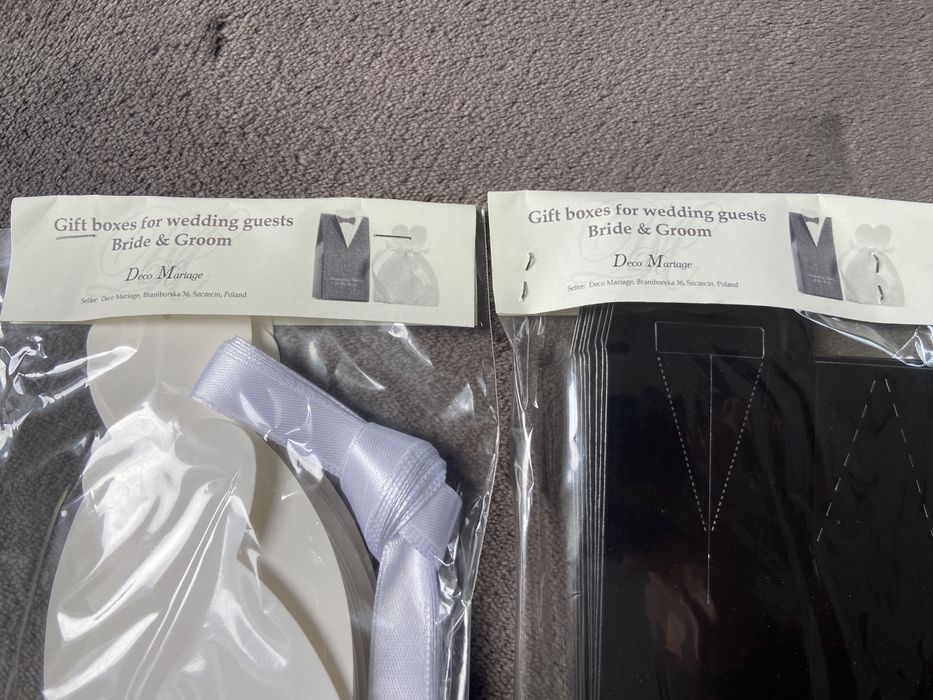 Gift boxes for wedding guests
Bride & Groom
Deco Mariage
Seller: Deco Mariage, Braniborska 36, Szczecin, Poland
Gift boxes for wedding guests
Bride & Groom
Deco Mariage
Seller: Deco Mariage, Braniborska 36, Szczecin, Poland